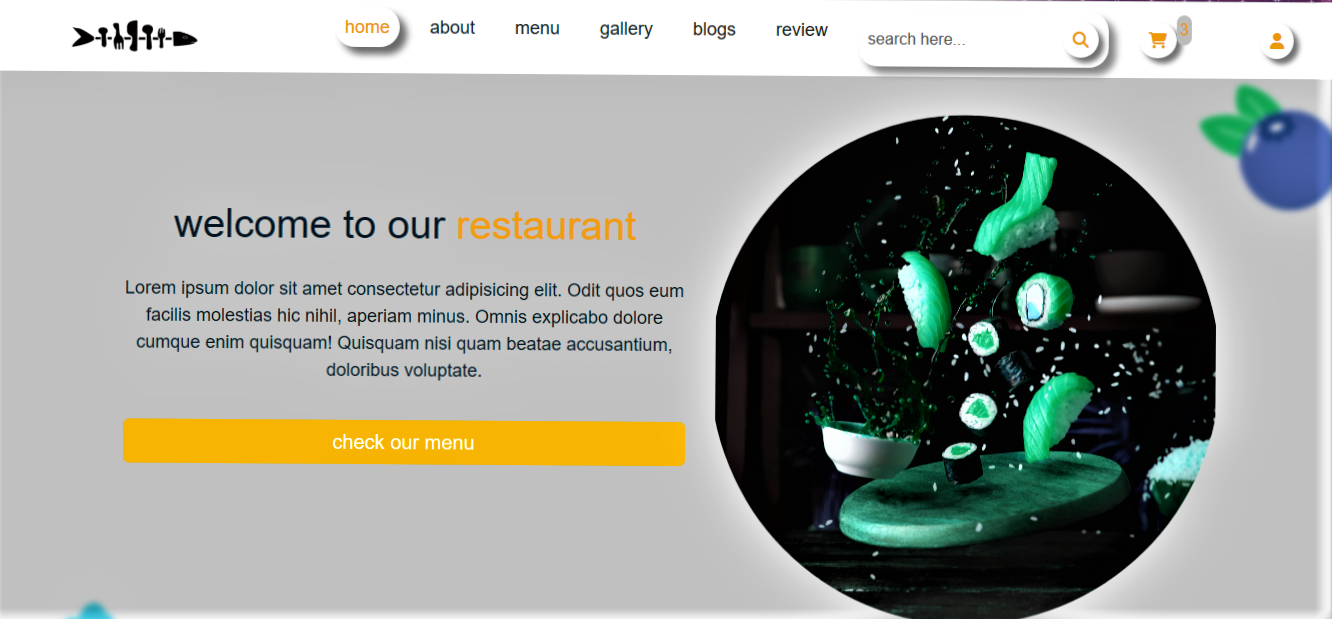 home about menu gallery blogs review search here... 3
welcome to our restaurant
Lorem ipsum dolor sit amet consectetur adipisicing elit. Odit quos eum
facilis molestias hic nihil, aperiam minus. Omnis explicabo dolore
cumque enim quisquam! Quisquam nisi quam beatae accusantium,
doloribus voluptate.
check our menu